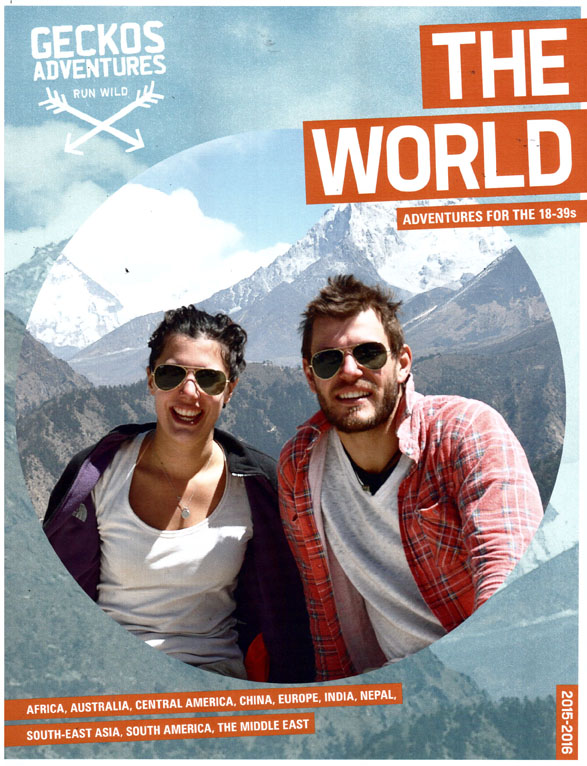 GECKOS
ADVENTURES
RUN WILD
THE
WORLD
ADVENTURES FOR THE 18-39s
AFRICA, AUSTRALIA, CENTRAL AMERICA, CHINA, EUROPE, INDIA, NEPAL,
SOUTH-EAST ASIA, SOUTH AMERICA, THE MIDDLE EAST
2015-2016